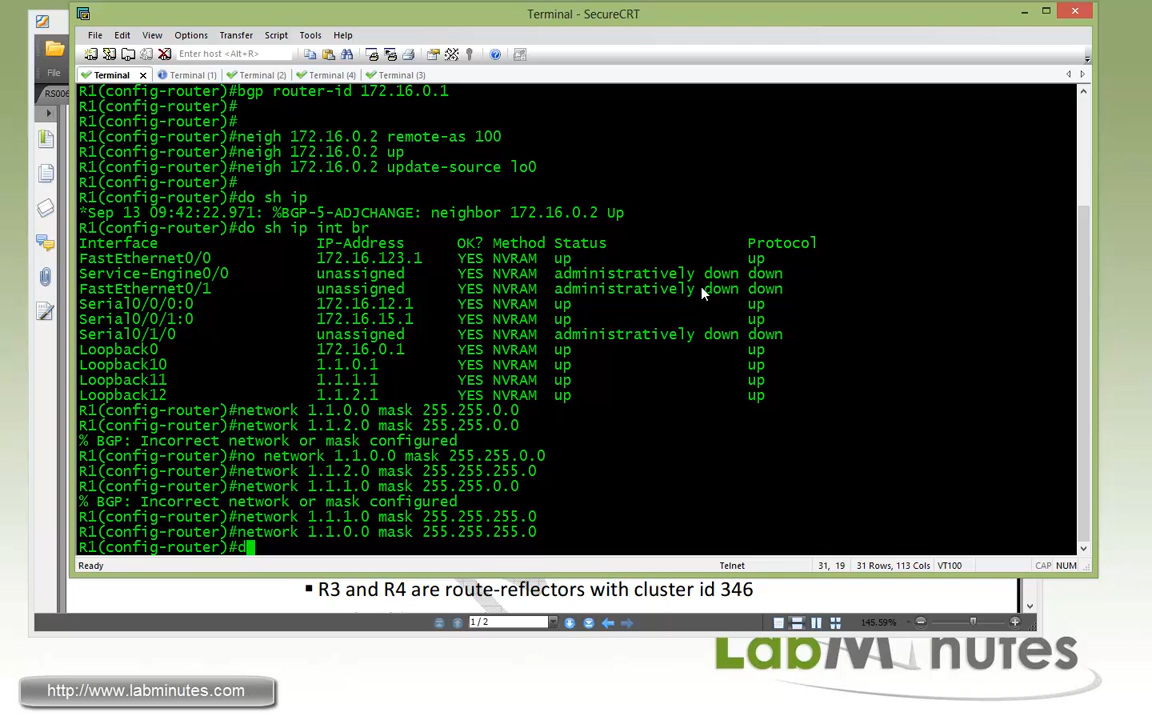 Terminal - SecureCRT
File Edit View Options Transfer Script Tools Help
Enter host <Alt+R>
File
Terminal Terminal (1) Terminal (2) Terminal (4) Terminal (3)
RS006
R1(config-router)#bgp router-id 172.16.0.1
R1(config-router)#
R1(config-router)#
R1(config-router)#neigh 172.16.0.2 remote-as 100
R1(config-router)#neigh 172.16.0.2 up
R1(config-router)#neigh 172.16.0.2 update-source lo0
R1(config-router)#
R1(config-router)#do sh ip
*Sep 13 09:42:22.971: %BGP-5-ADJCHANGE: neighbor 172.16.0.2 Up
R1(config-router)#do sh ip int br
Interface IP-Address OK? Method Status Protocol
FastEthernet0/0 172.16.123.1 YES NVRAM up up
Service-Engine0/0 unassigned YES NVRAM administratively down down
FastEthernet0/1 unassigned YES NVRAM administratively down down
Serial0/0/0:0 172.16.12.1 YES NVRAM up up
Serial0/0/1:0 172.16.15.1 YES NVRAM up up
Serial0/1/0 unassigned YES NVRAM administratively down down
Loopback0 172.16.0.1 YES NVRAM up up
Loopback10 1.1.0.1 YES NVRAM up up
Loopback11 1.1.1.1 YES NVRAM up up
Loopback12 1.1.2.1 YES NVRAM up up
R1(config-router)#network 1.1.0.0 mask 255.255.0.0
R1(config-router)#network 1.1.2.0 mask 255.255.0.0
% BGP: Incorrect network or mask configured
R1(config-router)#no network 1.1.0.0 mask 255.255.0.0
R1(config-router)#network 1.1.2.0 mask 255.255.255.0
R1(config-router)#network 1.1.1.0 mask 255.255.0.0
% BGP: Incorrect network or mask configured
R1(config-router)#network 1.1.1.0 mask 255.255.255.0
R1(config-router)#network 1.1.0.0 mask 255.255.255.0
R1(config-router)#d
Ready Telnet 31, 19 31 Rows, 113 Cols VT100 CAP NUM
▪ R3 and R4 are route-reflectors with cluster id 346
1 / 2 145.59%
LabMinutes
http://www.labminutes.com